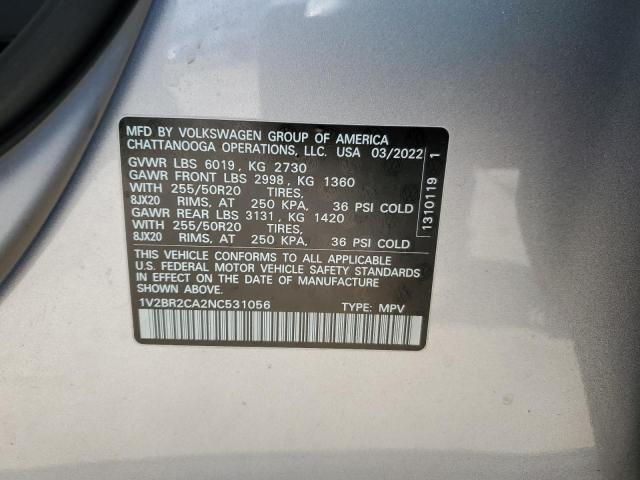 MFD BY VOLKSWAGEN GROUP OF AMERICA
CHATTANOOGA OPERATIONS, LLC. USA 03/2022
GVWR LBS 6019, KG 2730
GAWR FRONT LBS 2998, KG 1360
WITH 255/50R20 TIRES,
8JX20 RIMS, AT 250 KPA, 36 PSI COLD
GAWR REAR LBS 3131, KG 1420
WITH 255/50R20 TIRES,
8JX20 RIMS, AT 250 KPA, 36 PSI COLD
THIS VEHICLE CONFORMS TO ALL APPLICABLE
U.S. FEDERAL MOTOR VEHICLE SAFETY STANDARDS
IN EFFECT ON THE DATE OF MANUFACTURE
SHOWN ABOVE.
1V2BR2CA2NC531056 TYPE: MPV
1310119 1